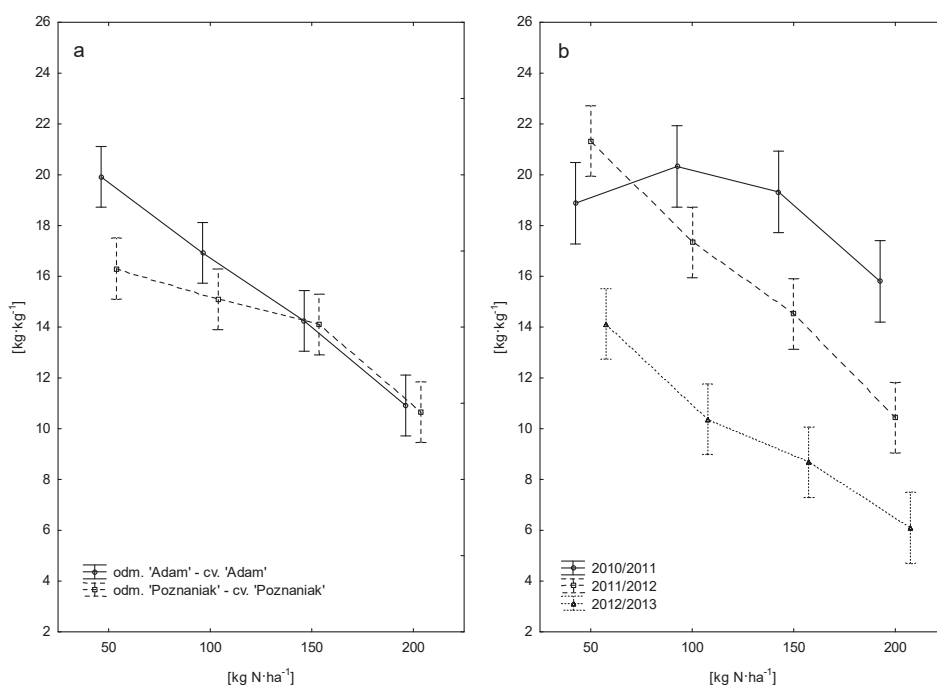 a
26
24
22
20
18
16
14
12
10
8
6
4
2
[kg·kg⁻¹]
odm. 'Adam' - cv. 'Adam'
odm. 'Poznaniak' - cv. 'Poznaniak'
50 100 150 200
[kg N·ha⁻¹]
b
26
24
22
20
18
16
14
12
10
8
6
4
2
[kg·kg⁻¹]
2010/2011
2011/2012
2012/2013
50 100 150 200
[kg N·ha⁻¹]